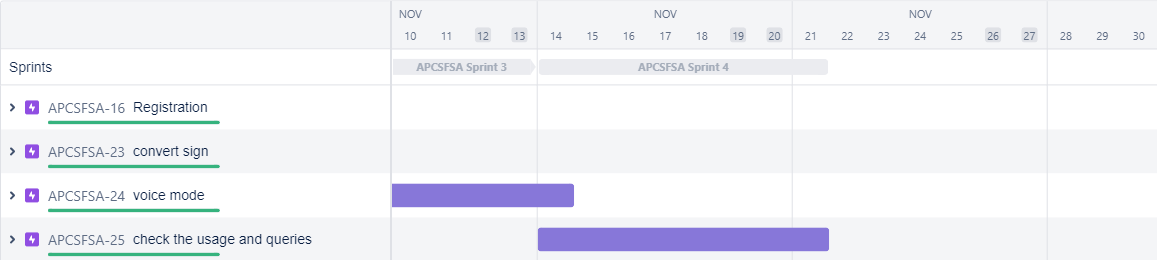 NOV NOV NOV
10 11 12 13 14 15 16 17 18 19 20 21 22 23 24 25 26 27 28 29 30
Sprints APCSFSA Sprint 3 APCSFSA Sprint 4
APCSFSA-16 Registration
APCSFSA-23 convert sign
APCSFSA-24 voice mode
APCSFSA-25 check the usage and queries